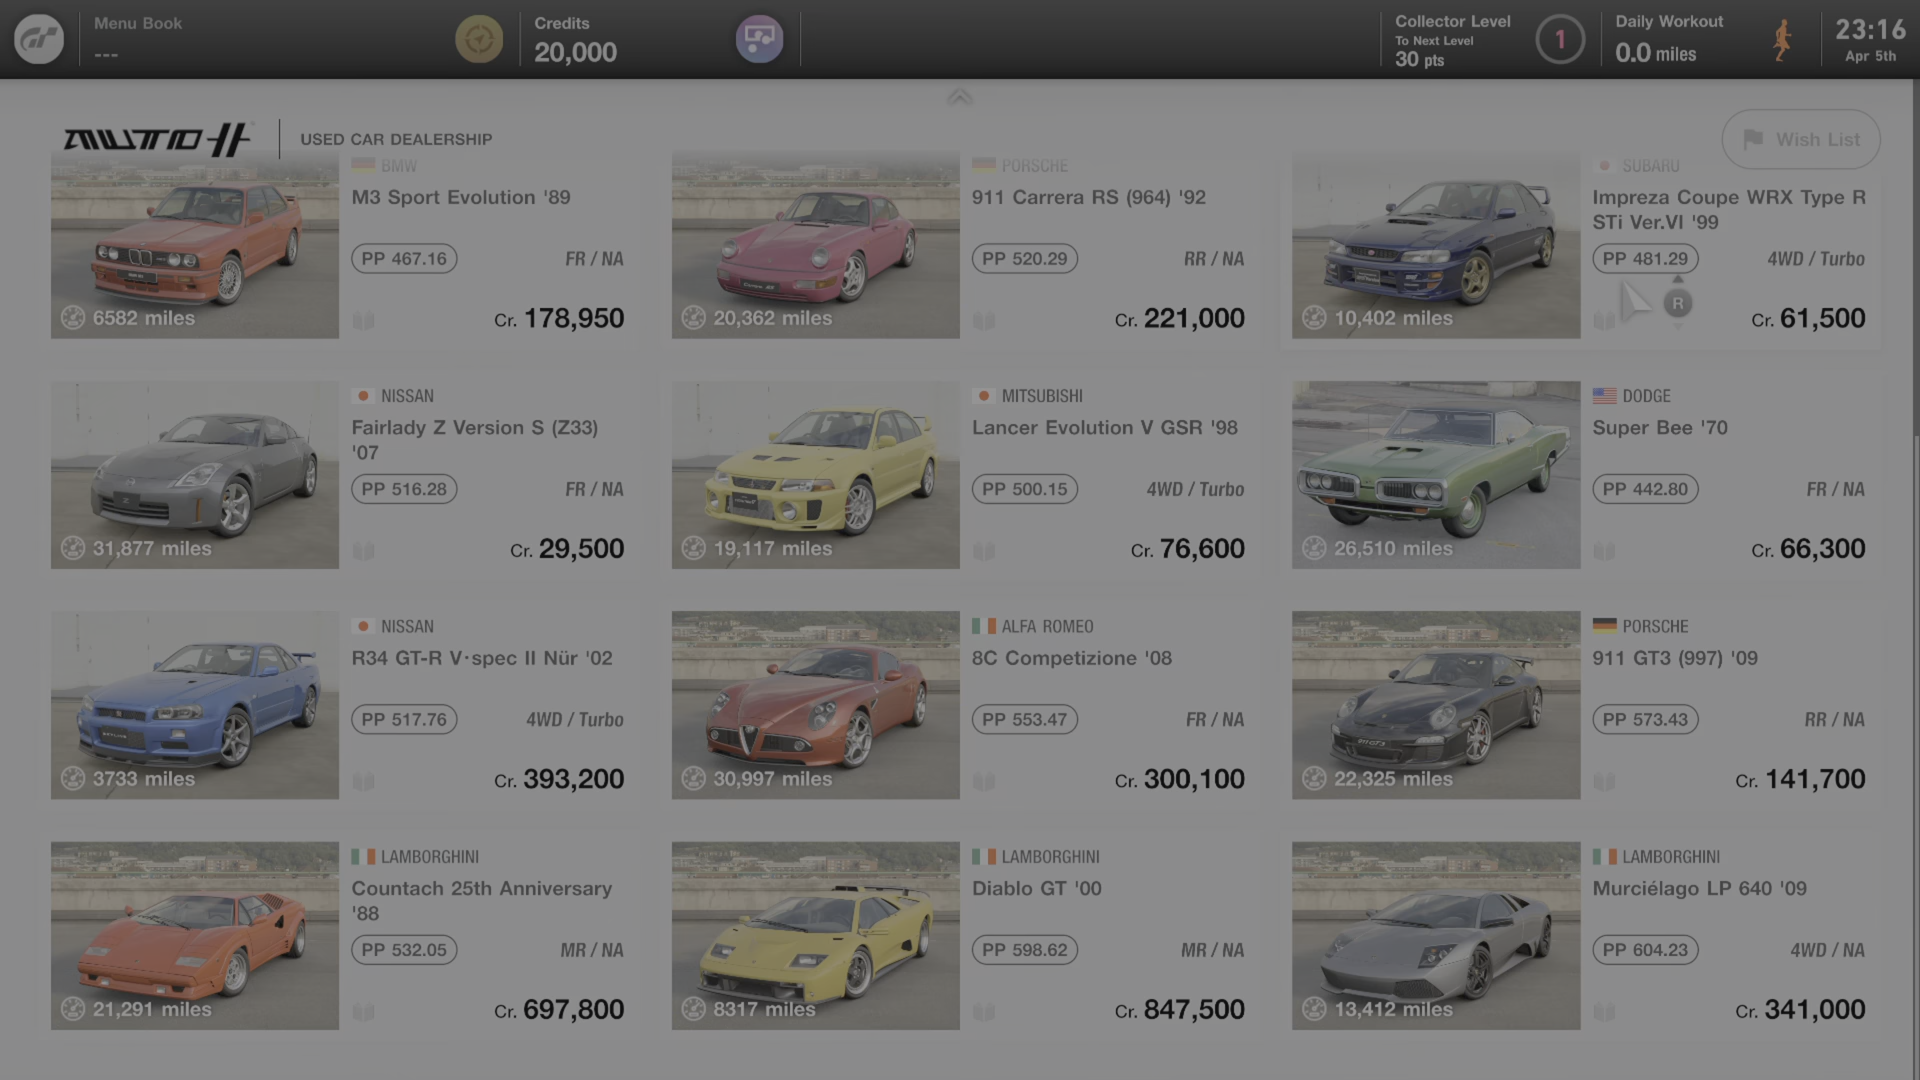 Menu Book
---
Credits
20,000
Collector Level
To Next Level
30 pts
1
Daily Workout
0.0 miles
23:16
Apr 5th
AUTO
USED CAR DEALERSHIP
Wish List
BMW
M3 Sport Evolution '89
PP 467.16
FR / NA
6582 miles
Cr. 178,950
PORSCHE
911 Carrera RS (964) '92
PP 520.29
RR / NA
20,362 miles
Cr. 221,000
SUBARU
Impreza Coupe WRX Type R
STi Ver.VI '99
PP 481.29
4WD / Turbo
R
10,402 miles
Cr. 61,500
NISSAN
Fairlady Z Version S (Z33)
'07
PP 516.28
FR / NA
31,877 miles
Cr. 29,500
MITSUBISHI
Lancer Evolution V GSR '98
PP 500.15
4WD / Turbo
19,117 miles
Cr. 76,600
DODGE
Super Bee '70
PP 442.80
FR / NA
26,510 miles
Cr. 66,300
NISSAN
R34 GT-R V·spec II Nür '02
PP 517.76
4WD / Turbo
3733 miles
Cr. 393,200
ALFA ROMEO
8C Competizione '08
PP 553.47
FR / NA
30,997 miles
Cr. 300,100
PORSCHE
911 GT3 (997) '09
PP 573.43
RR / NA
22,325 miles
Cr. 141,700
LAMBORGHINI
Countach 25th Anniversary
'88
PP 532.05
MR / NA
21,291 miles
Cr. 697,800
LAMBORGHINI
Diablo GT '00
PP 598.62
MR / NA
8317 miles
Cr. 847,500
LAMBORGHINI
Murciélago LP 640 '09
PP 604.23
4WD / NA
13,412 miles
Cr. 341,000